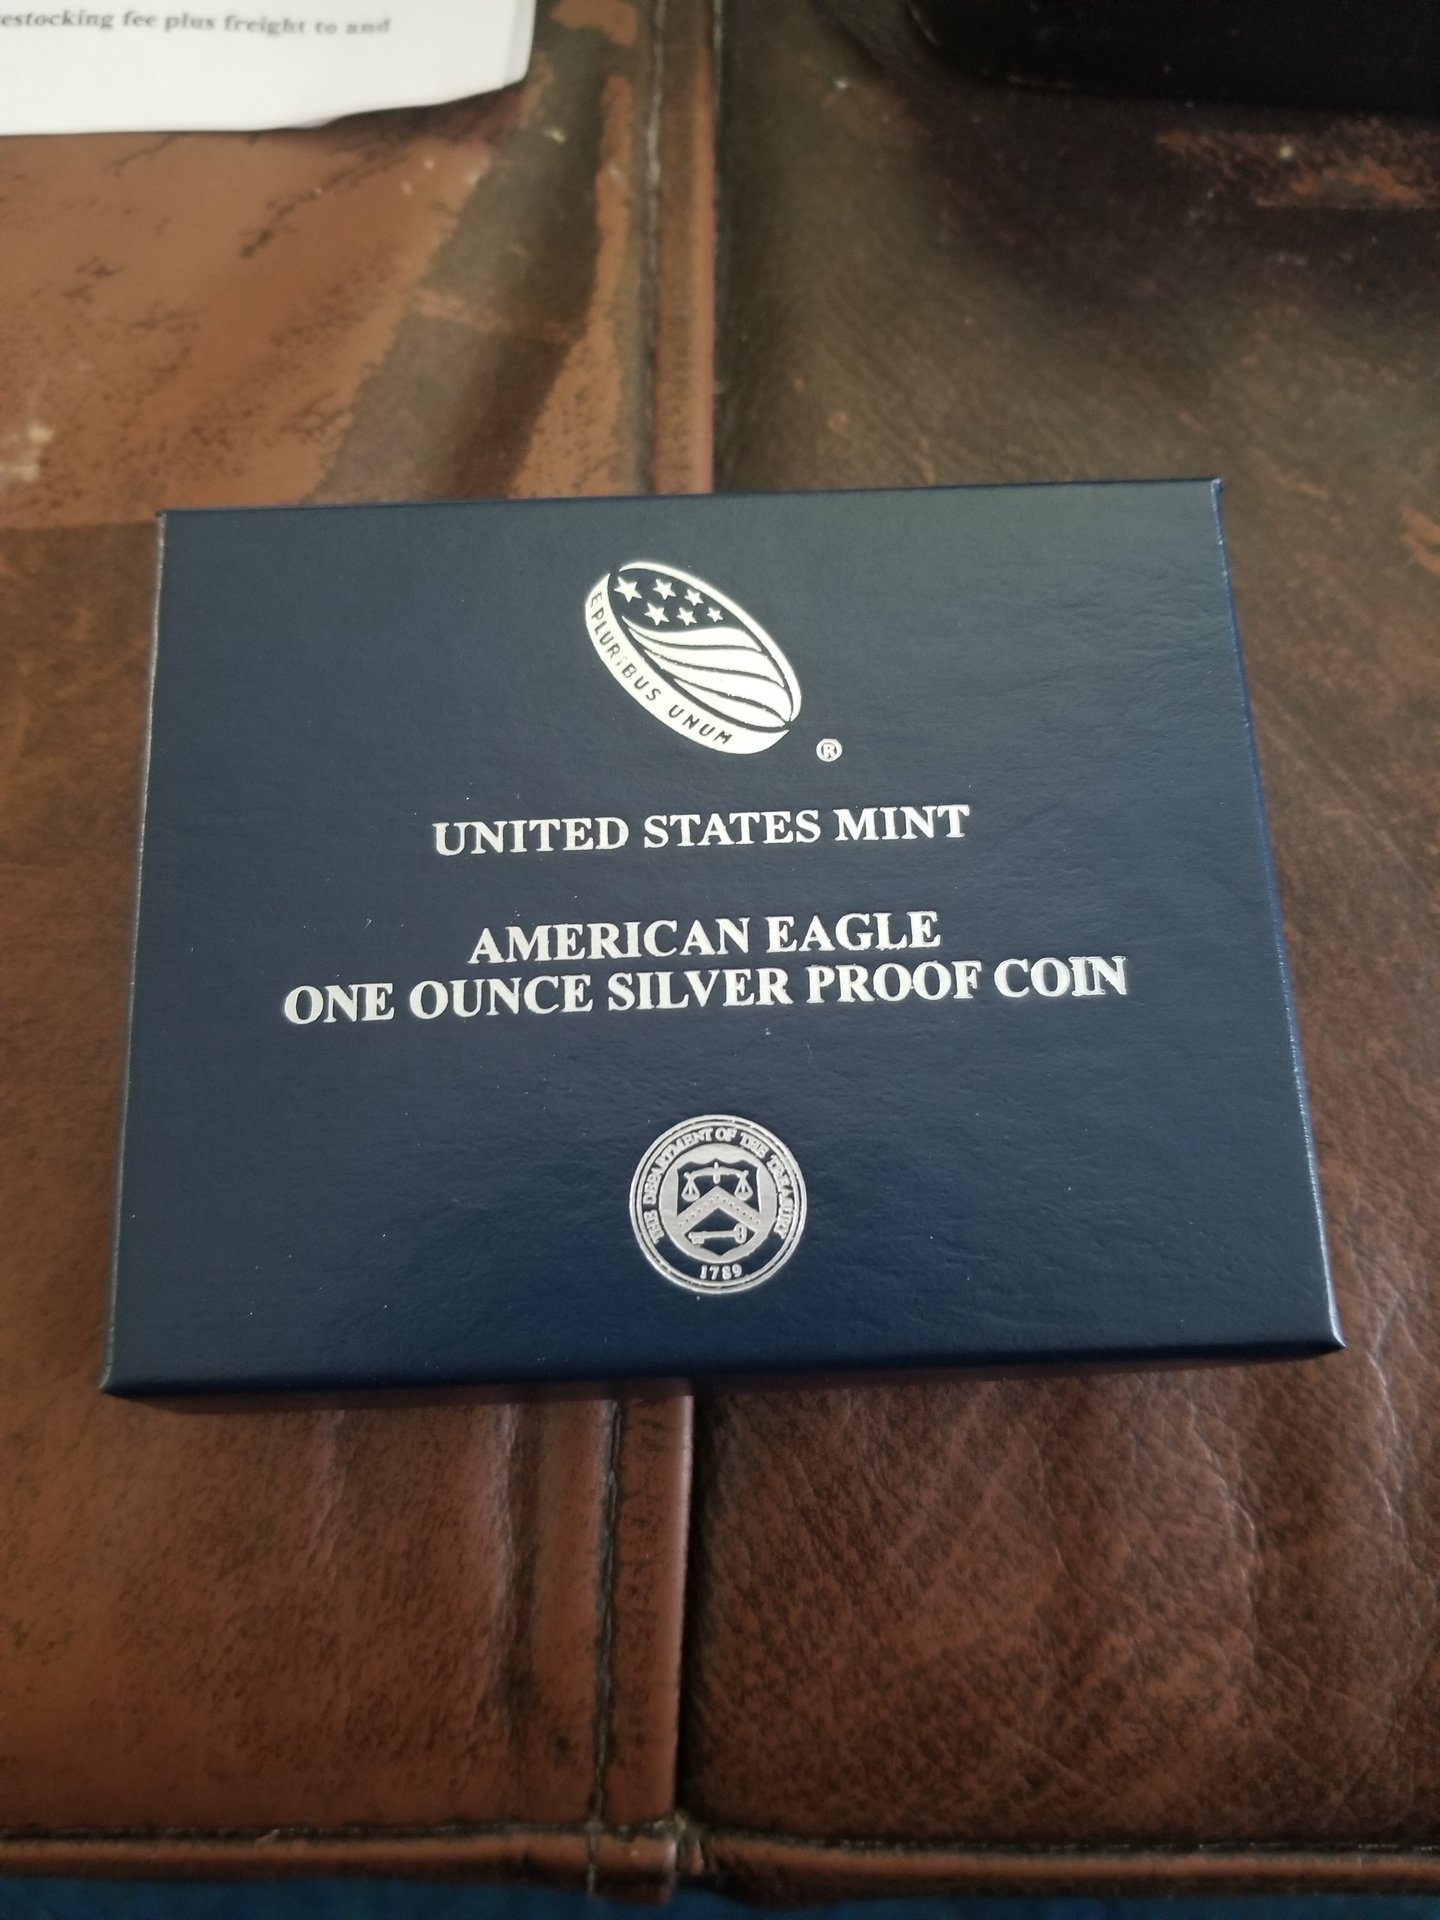 estocking fee plus freight to and
E PLURIBUS UNUM
®
UNITED STATES MINT
AMERICAN EAGLE
ONE OUNCE SILVER PROOF COIN
THE DEPARTMENT OF THE TREASURY
1789